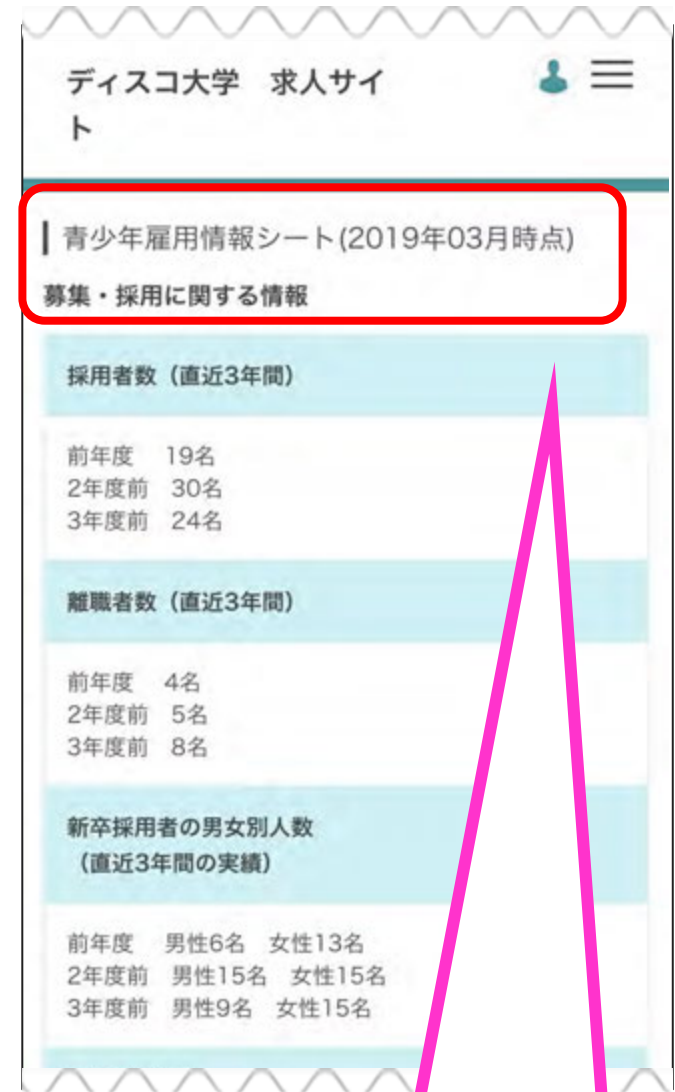 ディスコ大学　求人サイ
ト
青少年雇用情報シート(2019年03月時点)
募集・採用に関する情報
採用者数（直近3年間）
前年度　19名
2年度前　30名
3年度前　24名
離職者数（直近3年間）
前年度　4名
2年度前　5名
3年度前　8名
新卒採用者の男女別人数
（直近3年間の実績）
前年度　男性6名　女性13名
2年度前　男性15名　女性15名
3年度前　男性9名　女性15名